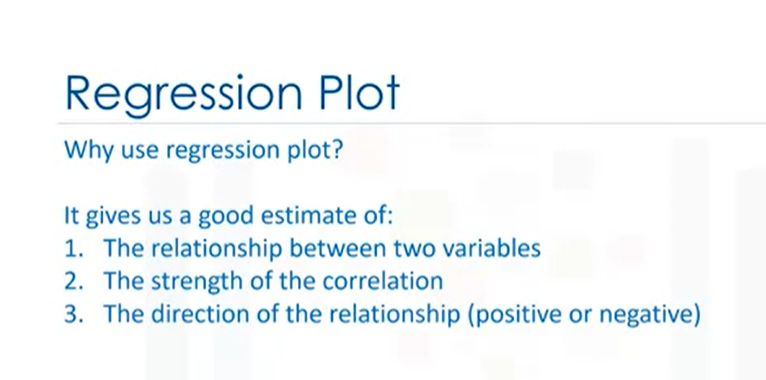 Regression Plot
Why use regression plot?
It gives us a good estimate of:
1. The relationship between two variables
2. The strength of the correlation
3. The direction of the relationship (positive or negative)